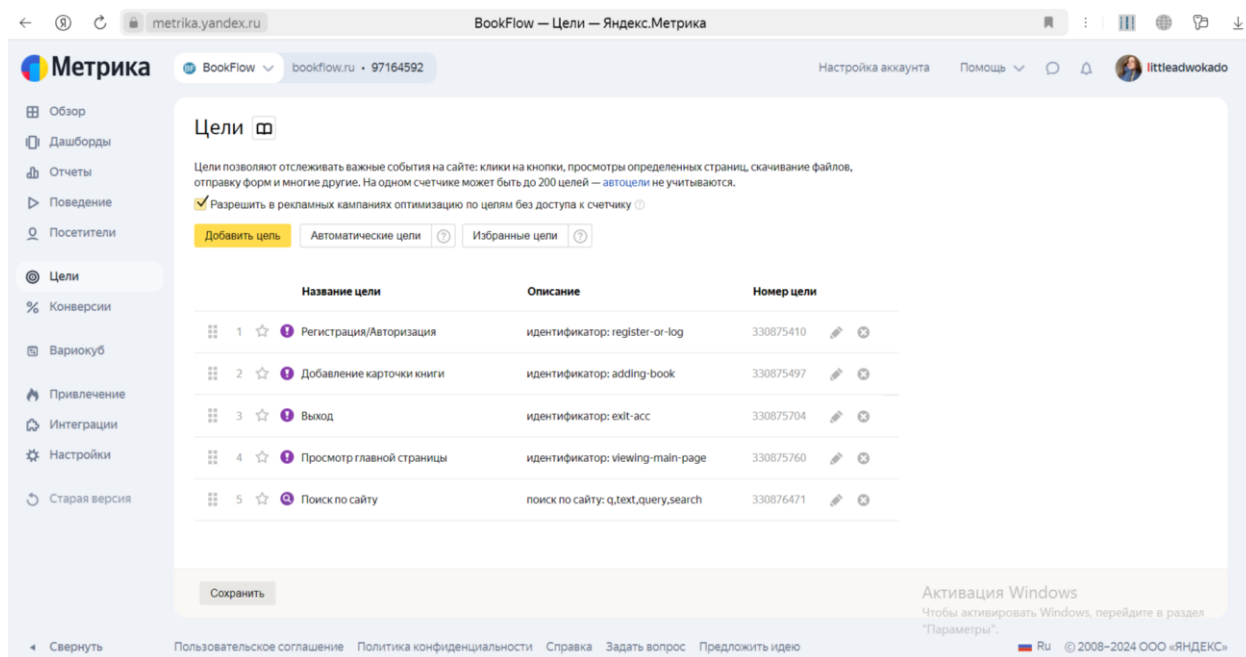 metrika.yandex.ru
BookFlow — Цели — Яндекс.Метрика
Метрика
BookFlow
bookflow.ru • 97164592
Настройка аккаунта
Помощь
littleadwokado
Обзор
Дашборды
Отчеты
Поведение
Посетители
Цели
Конверсии
Вариокуб
Привлечение
Интеграции
Настройки
Старая версия
Цели
Цели позволяют отслеживать важные события на сайте: клики на кнопки, просмотры определенных страниц, скачивание файлов,
отправку форм и многие другие. На одном счетчике может быть до 200 целей — автоцели не учитываются.
Разрешить в рекламных кампаниях оптимизацию по целям без доступа к счетчику ?
Добавить цель Автоматические цели ? Избранные цели ?
Название цели Описание Номер цели
1 Регистрация/Авторизация идентификатор: register-or-log 330875410
2 Добавление карточки книги идентификатор: adding-book 330875497
3 Выход идентификатор: exit-acc 330875704
4 Просмотр главной страницы идентификатор: viewing-main-page 330875760
5 Поиск по сайту поиск по сайту: q,text,query,search 330876471
Сохранить
Активация Windows
Чтобы активировать Windows, перейдите в раздел
"Параметры".
Свернуть
Пользовательское соглашение Политика конфиденциальности Справка Задать вопрос Предложить идею
Ru © 2008–2024 ООО «ЯНДЕКС»